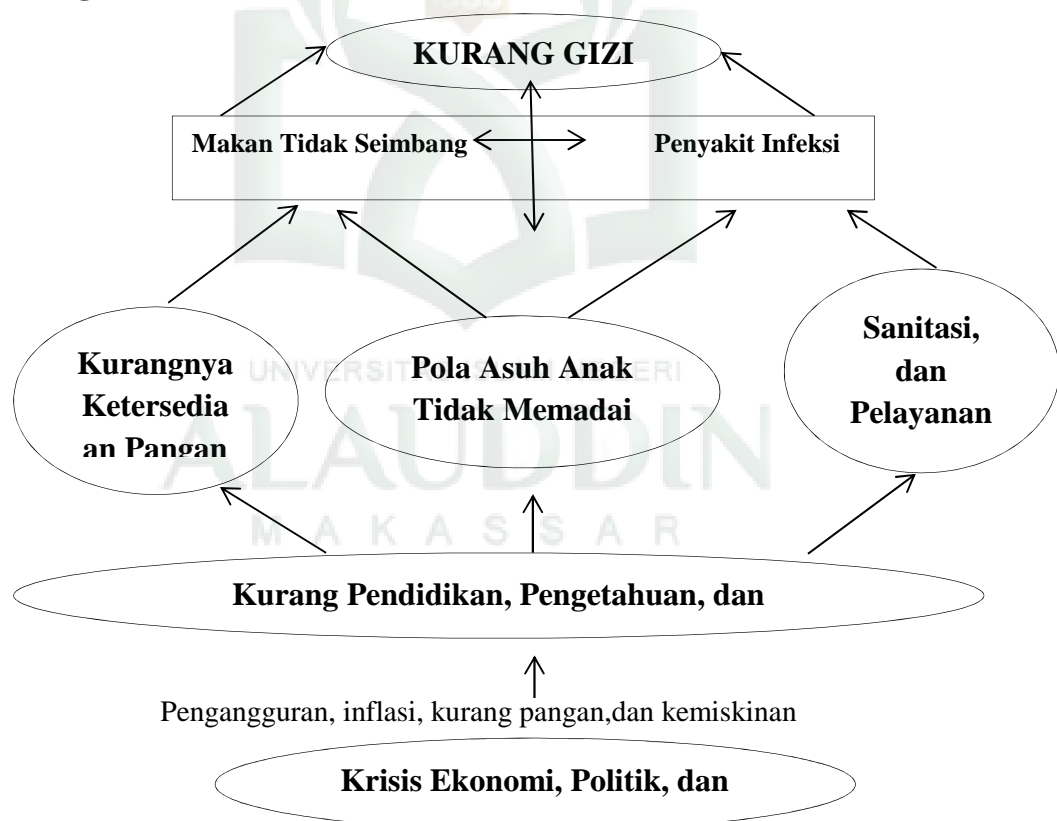 KURANG GIZI
Makan Tidak Seimbang
Penyakit Infeksi
Kurangnya
Ketersedia
an Pangan
Pola Asuh Anak
Tidak Memadai
Sanitasi,
dan
Pelayanan
UNIVERSITAS ISLAM NEGERI
ALAUDDIN
MAKASSAR
Kurang Pendidikan, Pengetahuan, dan
Pengangguran, inflasi, kurang pangan,dan kemiskinan
Krisis Ekonomi, Politik, dan